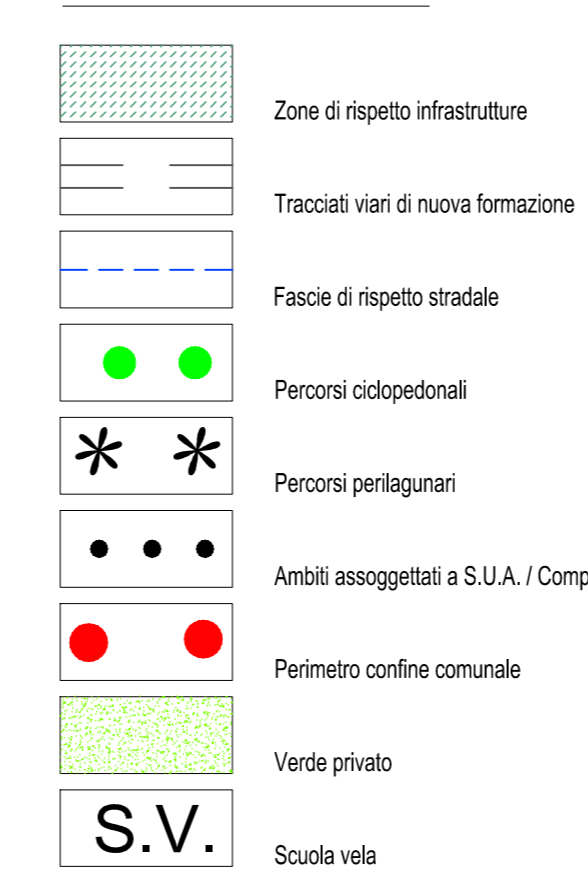 Zone di rispetto infrastrutture
Tracciati viari di nuova formazione
Fascie di rispetto stradale
Percorsi ciclopedonali
Percorsi perilagunari
Ambiti assoggettati a S.U.A. / Comp
Perimetro confine comunale
Verde privato
S.V. Scuola vela